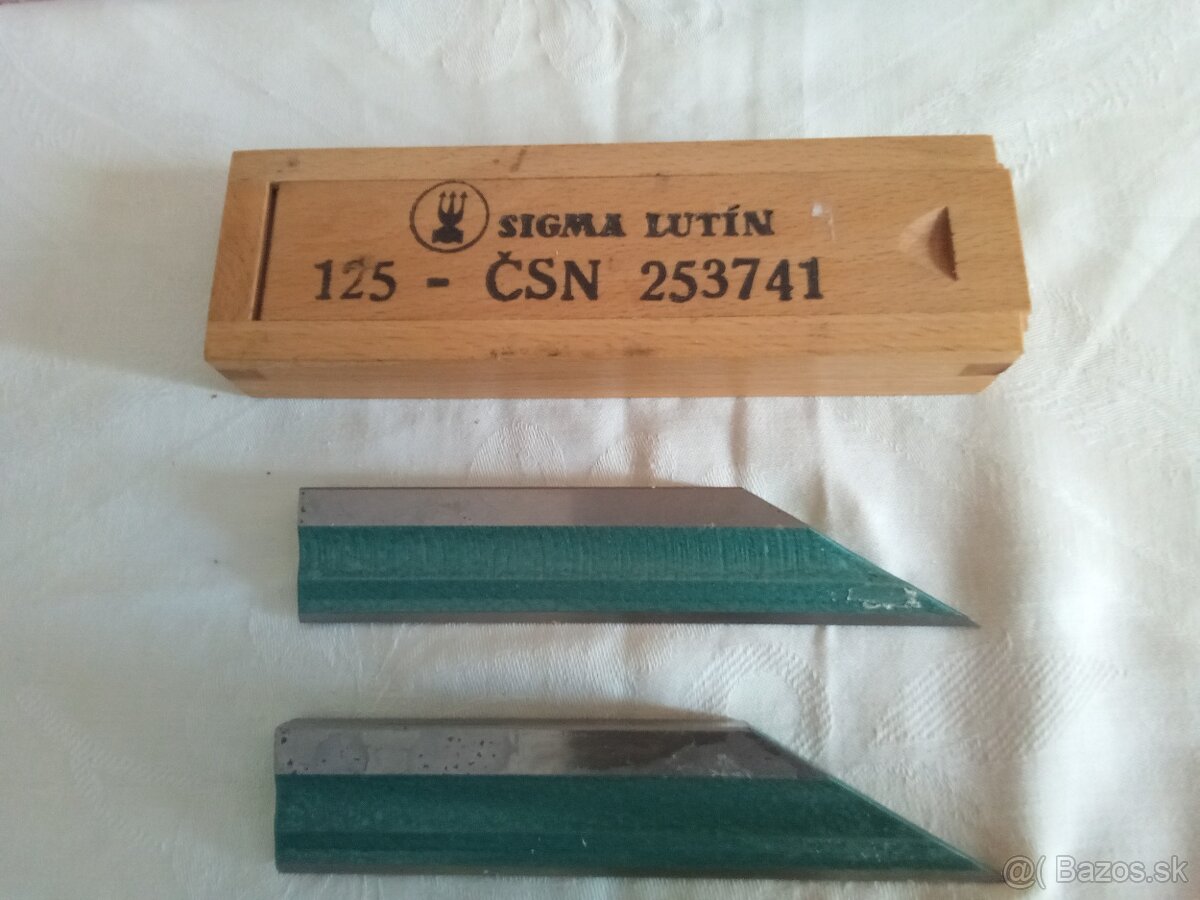 SIGMA LUTÍN
125 - ČSN 253741
@( Bazos.sk